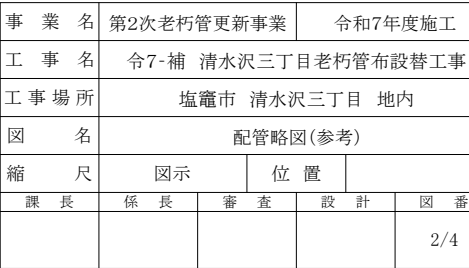 事業名 第2次老朽管更新事業 令和7年度施工
工事名 令7-補 清水沢三丁目老朽管布設替工事
工事場所 塩竈市 清水沢三丁目 地内
図名 配管略図(参考)
縮尺 図示 位置
課長 係長 審査 設計 図番
2/4